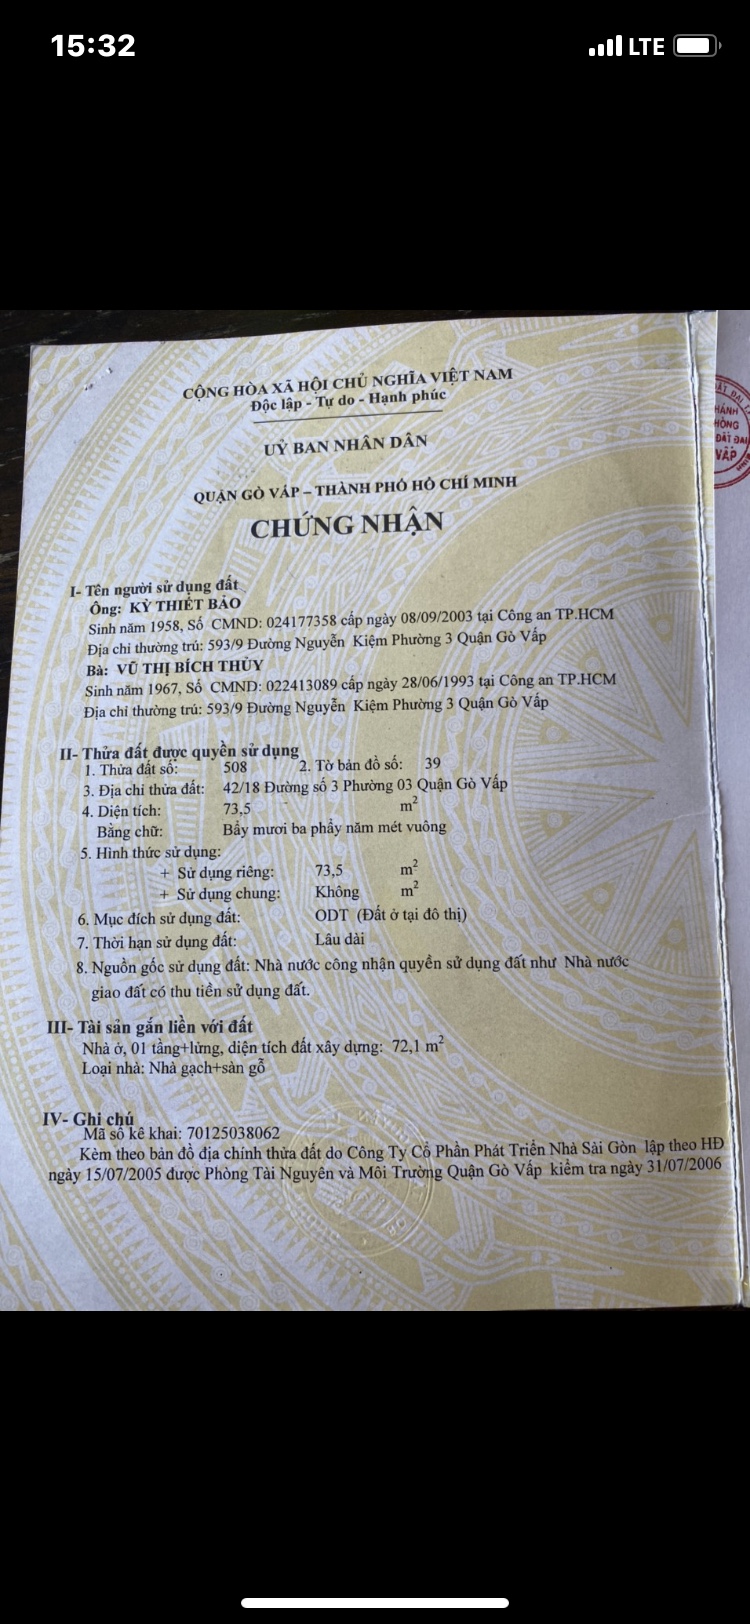 15:32 LTE
CỘNG HÒA XÃ HỘI CHỦ NGHĨA VIỆT NAM
Độc lập - Tự do - Hạnh phúc
UỶ BAN NHÂN DÂN
QUẬN GÒ VẤP – THÀNH PHỐ HỒ CHÍ MINH
CHỨNG NHẬN
HÁNH
HÒNG
ĐẤT ĐAI
VẤP
I- Tên người sử dụng đất
Ông: KỲ THIẾT BẢO
Sinh năm 1958, Số CMND: 024177358 cấp ngày 08/09/2003 tại Công an TP.HCM
Địa chỉ thường trú: 593/9 Đường Nguyễn Kiệm Phường 3 Quận Gò Vấp
Bà: VŨ THỊ BÍCH THỦY
Sinh năm 1967, Số CMND: 022413089 cấp ngày 28/06/1993 tại Công an TP.HCM
Địa chỉ thường trú: 593/9 Đường Nguyễn Kiệm Phường 3 Quận Gò Vấp
II- Thửa đất được quyền sử dụng
1. Thửa đất số: 508 2. Tờ bản đồ số: 39
3. Địa chỉ thửa đất: 42/18 Đường số 3 Phường 03 Quận Gò Vấp
4. Diện tích: 73,5 m²
Bằng chữ: Bẩy mươi ba phẩy năm mét vuông
5. Hình thức sử dụng:
+ Sử dụng riêng: 73,5 m²
+ Sử dụng chung: Không m²
6. Mục đích sử dụng đất: ODT (Đất ở tại đô thị)
7. Thời hạn sử dụng đất: Lâu dài
8. Nguồn gốc sử dụng đất: Nhà nước công nhận quyền sử dụng đất như Nhà nước
giao đất có thu tiền sử dụng đất.
III- Tài sản gắn liền với đất
Nhà ở, 01 tầng+lửng, diện tích đất xây dựng: 72,1 m²
Loại nhà: Nhà gạch+sàn gỗ
IV- Ghi chú
Mã số kê khai: 70125038062
Kèm theo bản đồ địa chính thửa đất do Công Ty Cổ Phần Phát Triển Nhà Sài Gòn lập theo HĐ
ngày 15/07/2005 được Phòng Tài Nguyên và Môi Trường Quận Gò Vấp kiểm tra ngày 31/07/2006